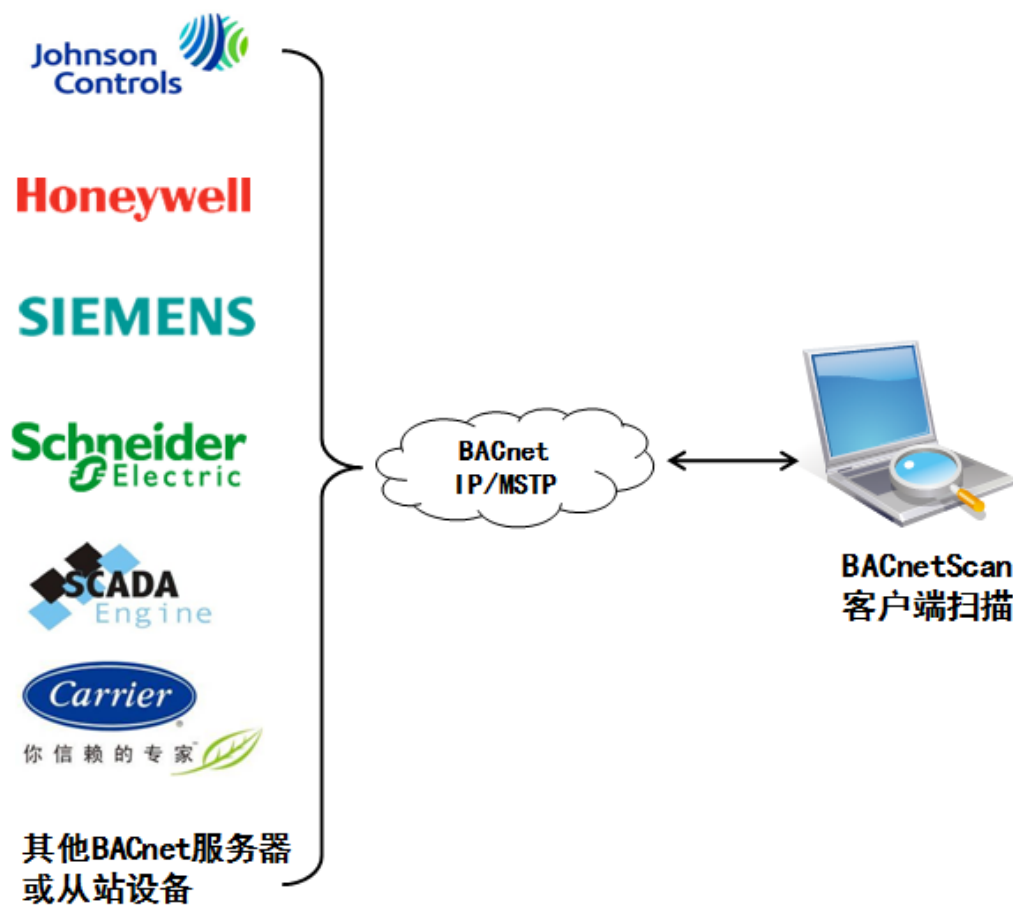 Johnson
Controls
Honeywell
SIEMENS
Schneider
Electric
SCADA
Engine
Carrier
®
你信赖的专家™
其他BACnet服务器
或从站设备
BACnet
IP/MSTP
BACnetScan
客户端扫描